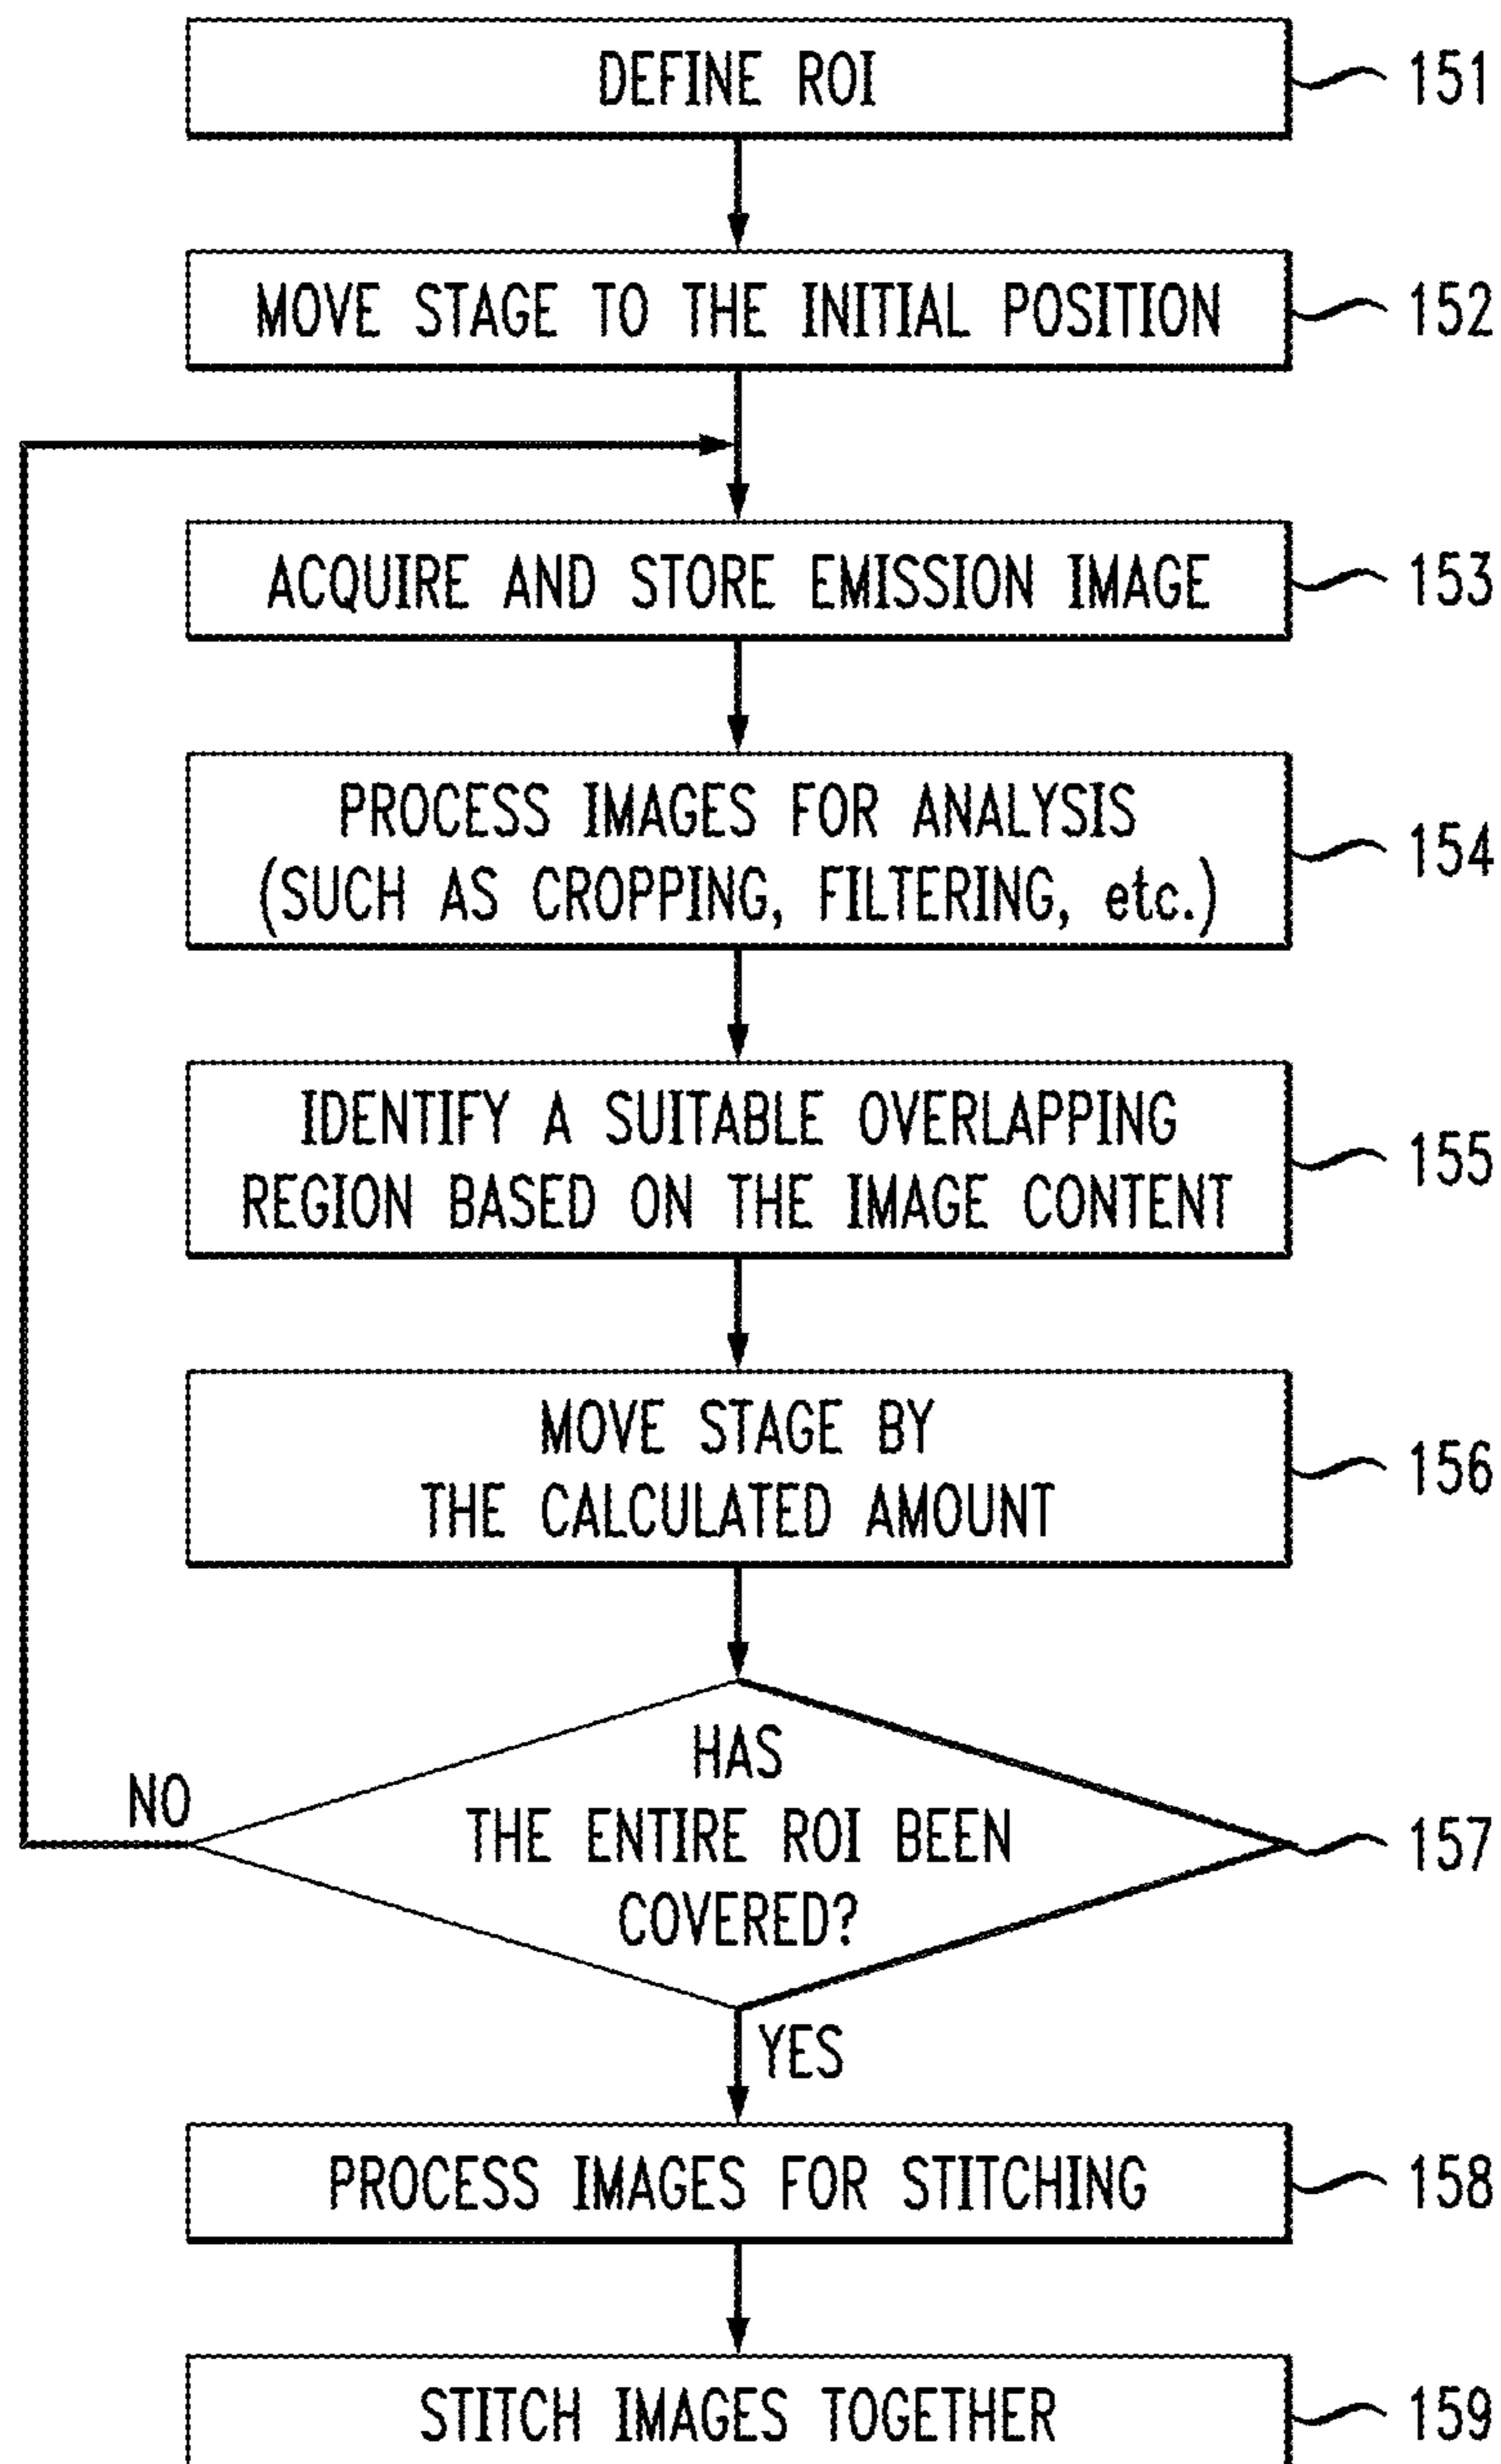 DEFINE ROI
151
MOVE STAGE TO THE INITIAL POSITION
152
ACQUIRE AND STORE EMISSION IMAGE
153
PROCESS IMAGES FOR ANALYSIS
(SUCH AS CROPPING, FILTERING, etc.)
154
IDENTIFY A SUITABLE OVERLAPPING
REGION BASED ON THE IMAGE CONTENT
155
MOVE STAGE BY
THE CALCULATED AMOUNT
156
HAS
THE ENTIRE ROI BEEN
COVERED?
157
NO
YES
PROCESS IMAGES FOR STITCHING
158
STITCH IMAGES TOGETHER
159